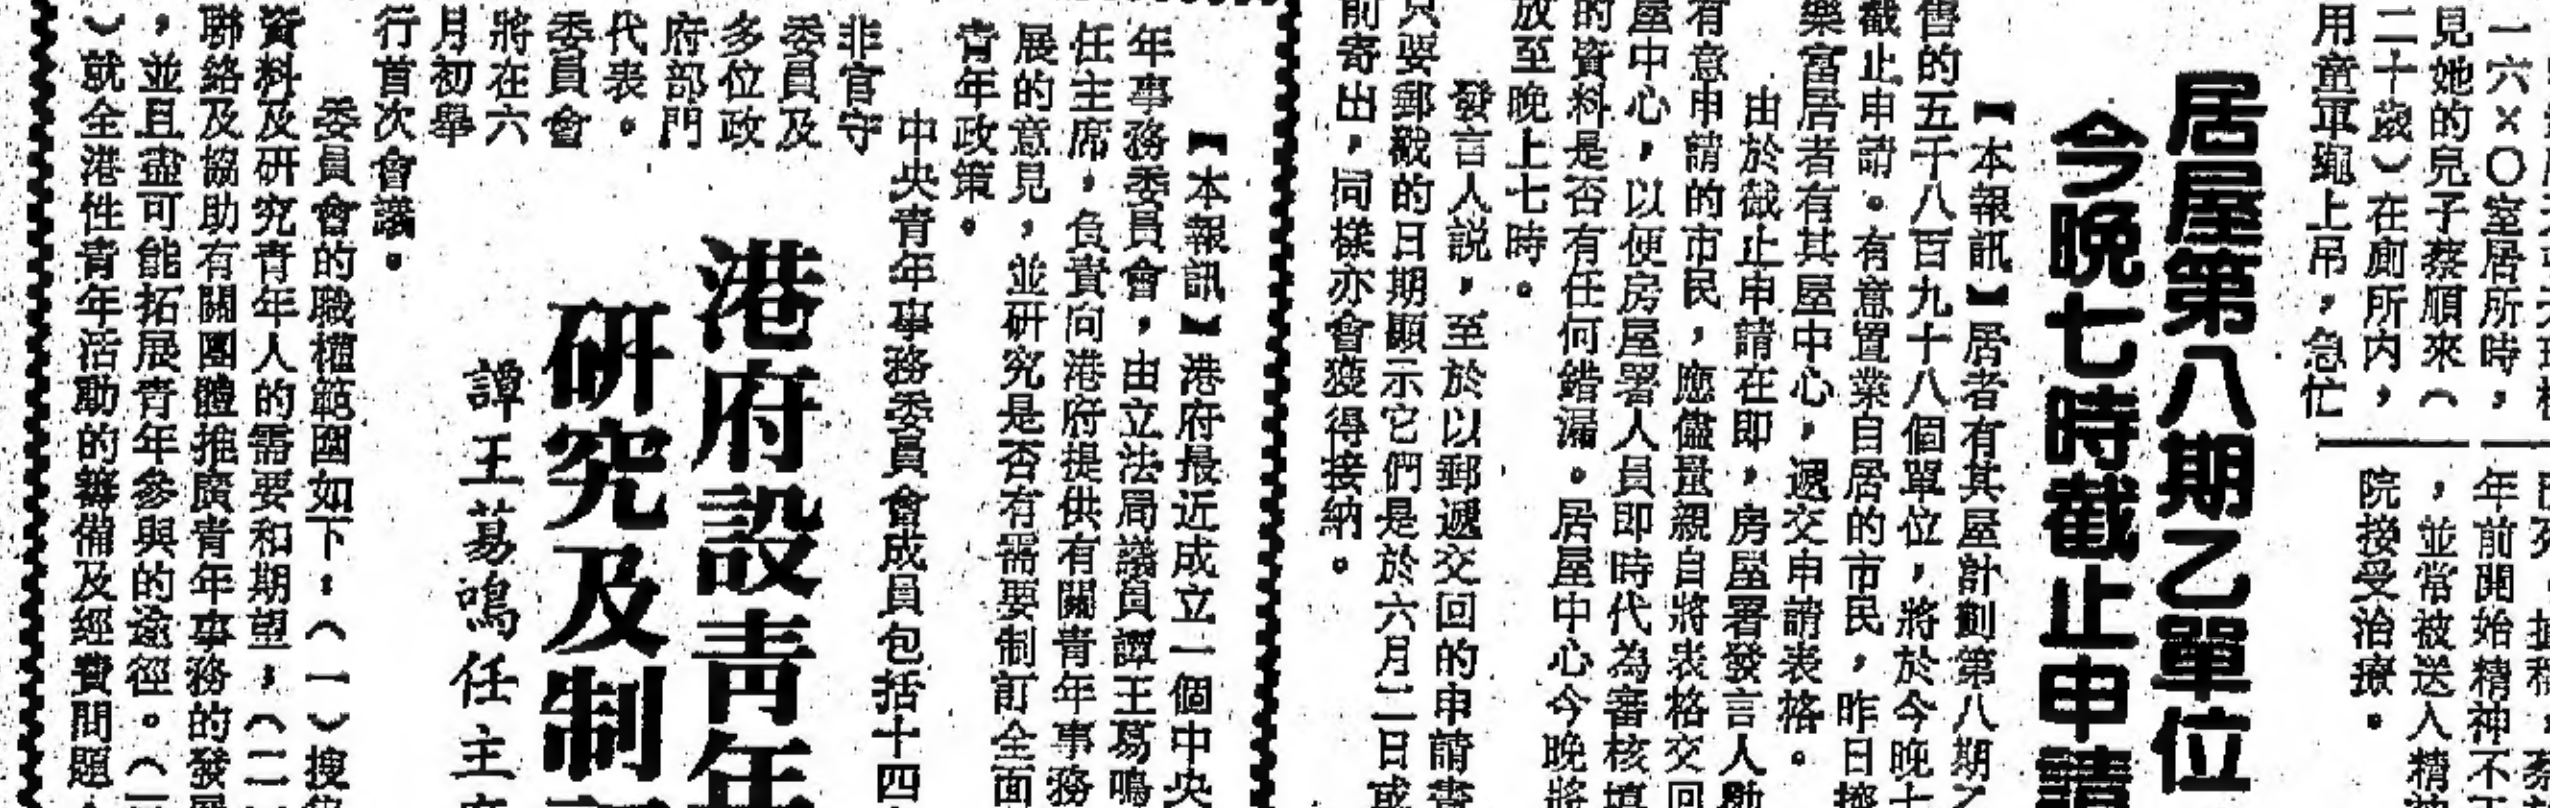 一六×〇室居所時，
見她的兒子蔡順來（
二十歲）在廁所內，
用童軍繩上吊，急忙
年前開始精神不
，並常被送入精
院接受治療。
居屋第八期乙單位
今晚七時截止申請
【本報訊】居者有其屋計劃第八期乙
售的五千八百九十八個單位，將於今晚七
截止申請。有意置業自居的市民，昨日
樂富居者有其屋中心，遞交申請表格。
由於截止申請在即，房屋署發言人
有意申請的市民，應儘量親自將表格交回
屋中心，以便房屋署人員即時代為審核填
的資料是否有任何錯漏。居屋中心今晚將
放至晚上七時。
發言人説，至於以郵遞交回的申請書
只要郵戳的日期顯示它們是於六月二日或
前寄出，同樣亦會獲得接納。
【本報訊】港府最近成立一個中央
年事務委員會，由立法局議員譚王葛鳴
任主席，負責向港府提供有關青年事務
展的意見，並研究是否有需要制訂全面
青年政策。
中央青年事務委員會成員包括十四
非官守
委員及
多位政
府部門
代表。
委員會
將在六
月初舉
行首次會議。
港府設青年
研究及制
譚王葛鳴任主
委員會的職權範圍如下：（一）搜
資料及研究青年人的需要和期望，（二
聯絡及協助有關團體推廣青年事務的發
，並且盡可能拓展青年參與的途徑。（
）就全港性青年活動的籌備及經費問題